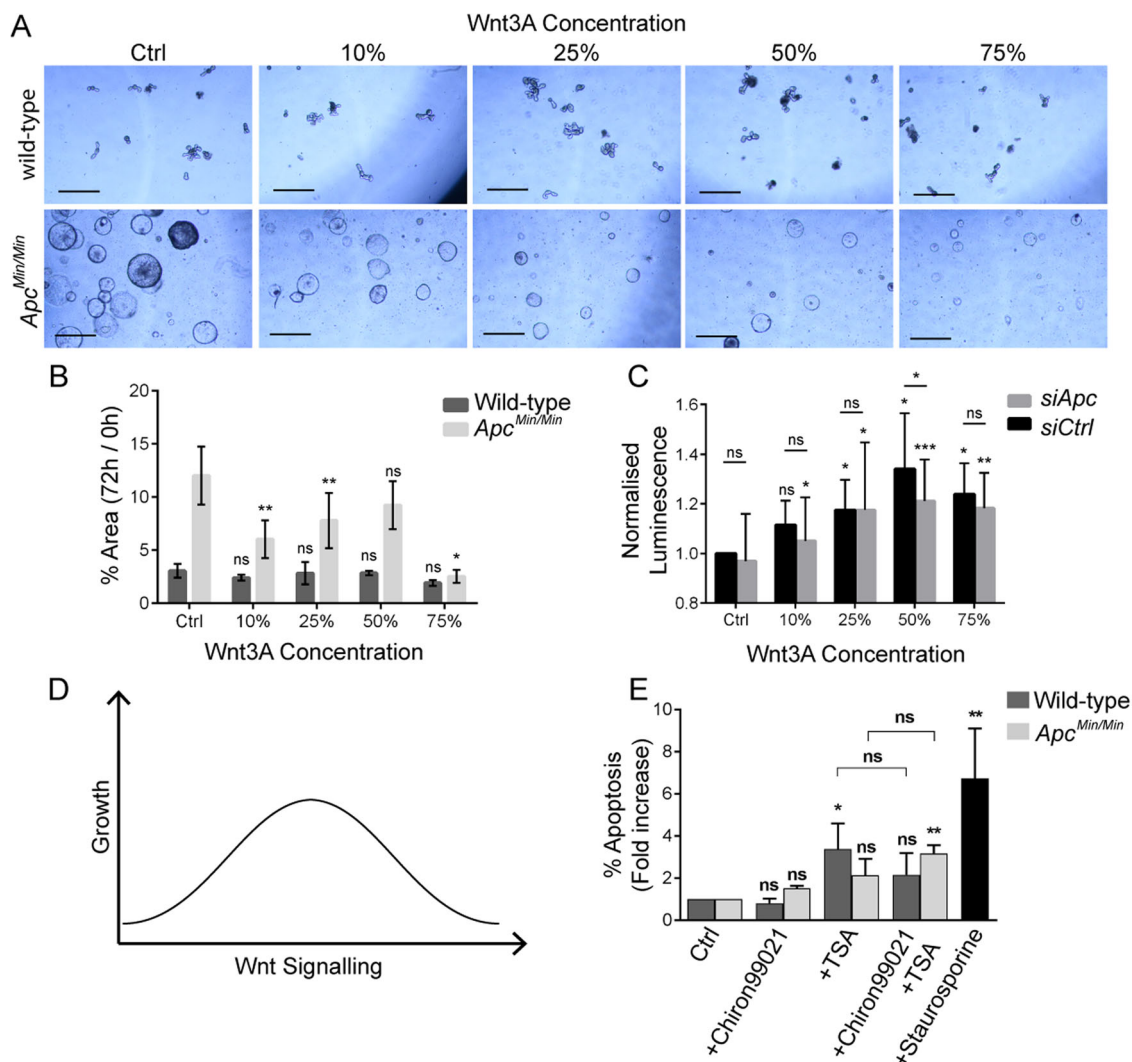 A
Wnt3A Concentration
Ctrl 10% 25% 50% 75%
wild-type
Apc Min/Min
B
% Area (72h / 0h)
20
15
10
5
0
Wild-type
Apc Min/Min
ns ** ns ** ns ns ns *
Ctrl 10% 25% 50% 75%
Wnt3A Concentration
C
Normalised
Luminescence
1.6
1.4
1.2
1.0
0.8
siApc
siCtrl
ns ns ns * ns
ns * * * * *** * **
Ctrl 10% 25% 50% 75%
Wnt3A Concentration
D
Growth
Wnt Signalling
E
% Apoptosis
(Fold increase)
10
8
6
4
2
0
Wild-type
Apc Min/Min
ns
ns
ns ns * ns ns ** **
Ctrl
+Chiron99021
+TSA
+Chiron99021
+TSA
+Staurosporine